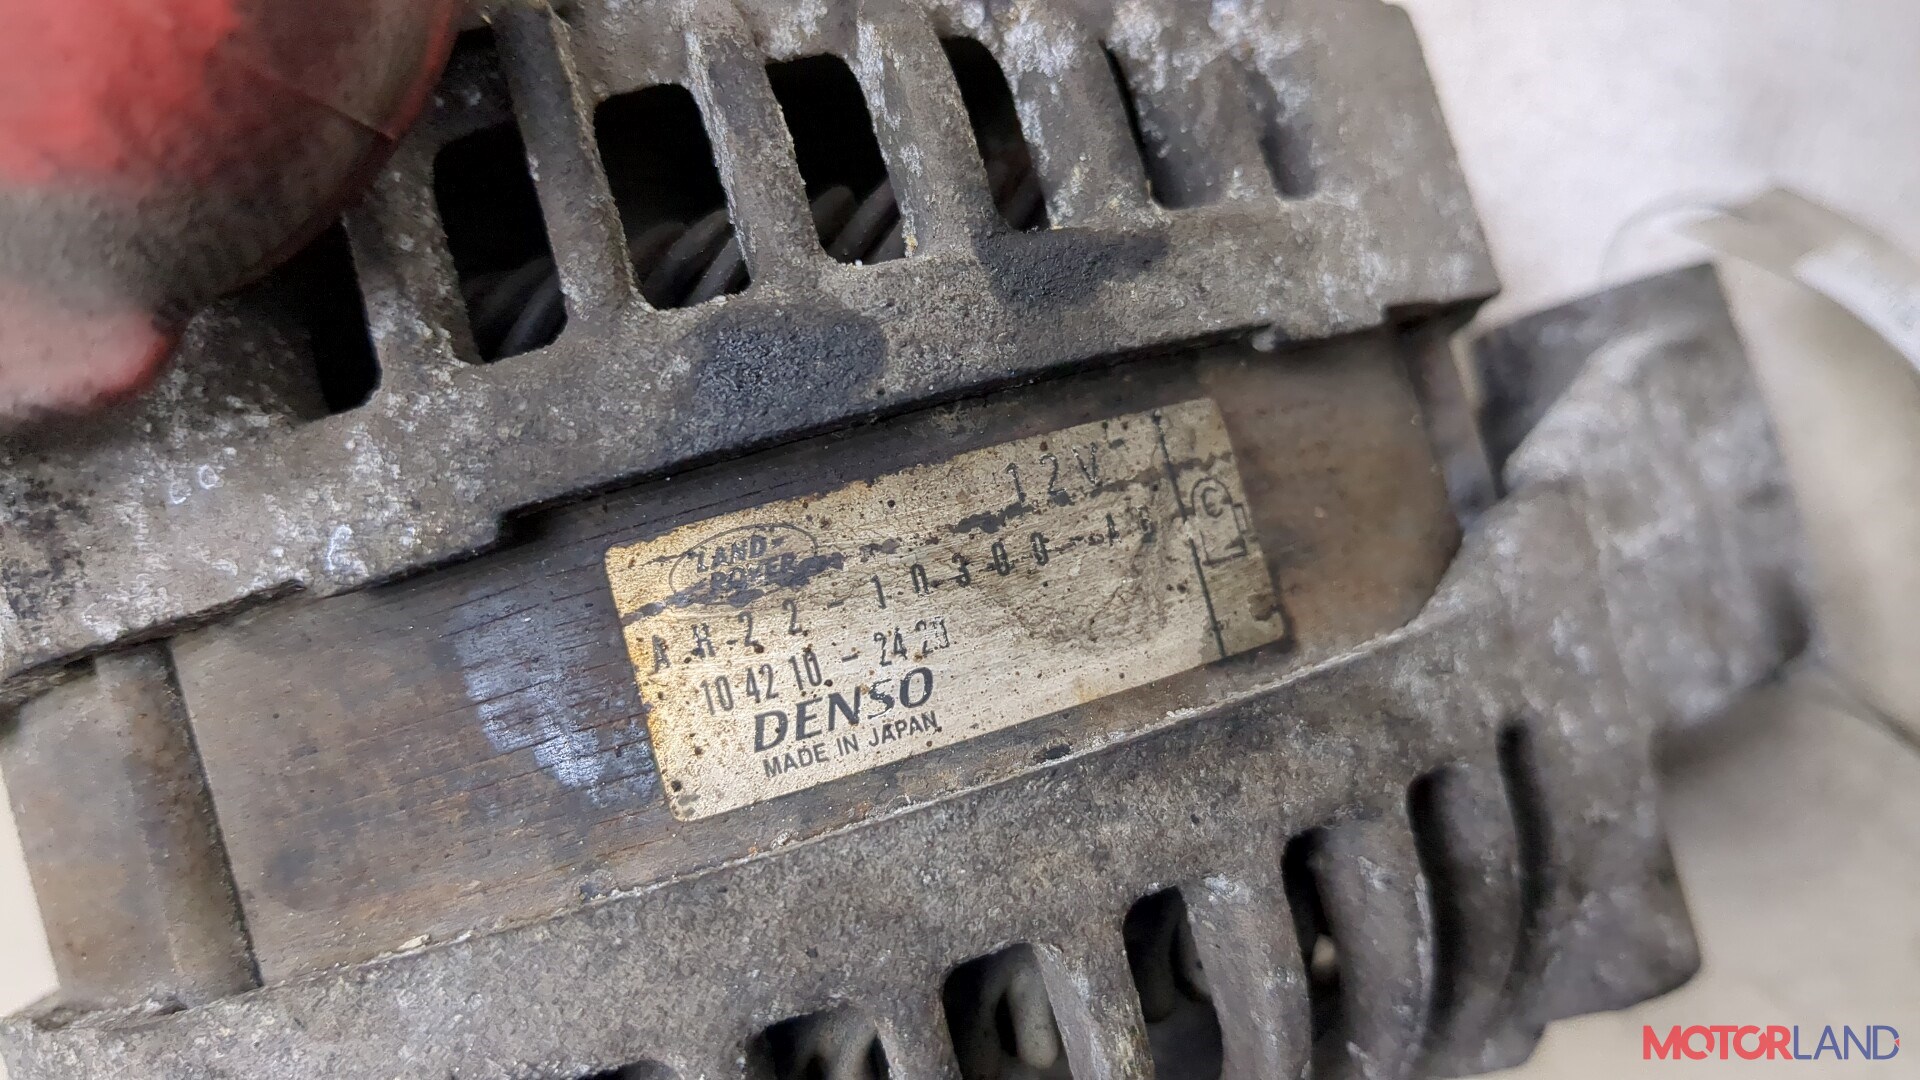 LAND-
ROVER
12V
AH22-10300-AB
104210-2420
DENSO
MADE IN JAPAN
MOTORLAND